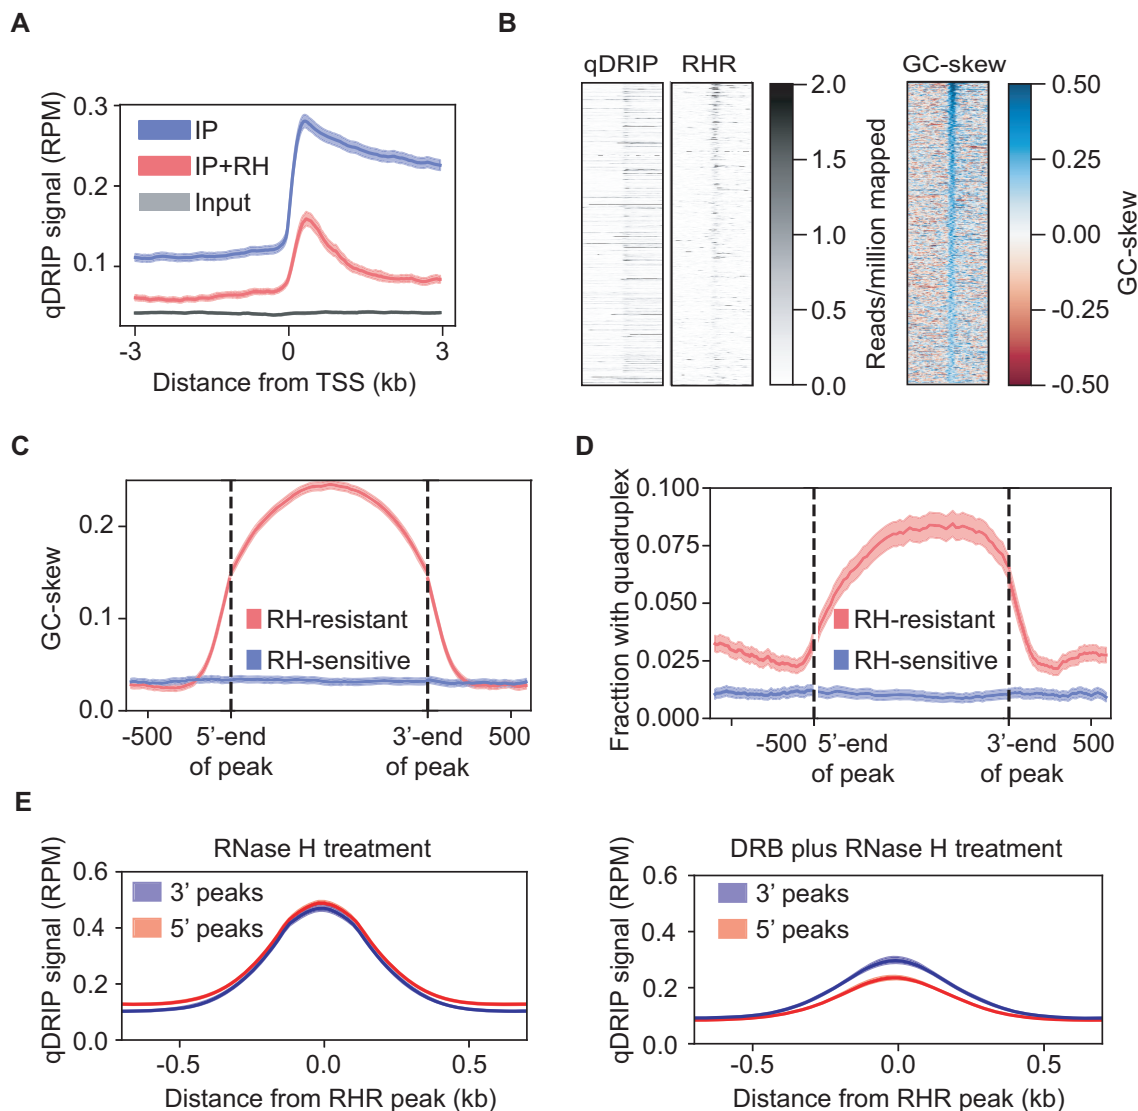 A
qDRIP signal (RPM)
0.3
0.2
0.1
IP
IP+RH
Input
-3
0
3
Distance from TSS (kb)
B
qDRIP
RHR
2.0
1.5
1.0
0.5
0.0
Reads/million mapped
GC-skew
0.50
0.25
0.00
-0.25
-0.50
GC-skew
C
GC-skew
0.2
0.1
0.0
RH-resistant
RH-sensitive
-500
5'-end
of peak
3'-end
of peak
500
D
Fracttion with quadruplex
0.100
0.075
0.050
0.025
0.000
RH-resistant
RH-sensitive
-500
5'-end
of peak
3'-end
of peak
500
E
RNase H treatment
qDRIP signal (RPM)
0.6
0.4
0.2
0.0
3' peaks
5' peaks
-0.5
0.0
0.5
Distance from RHR peak (kb)
DRB plus RNase H treatment
qDRIP signal (RPM)
0.6
0.4
0.2
0.0
3' peaks
5' peaks
-0.5
0.0
0.5
Distance from RHR peak (kb)